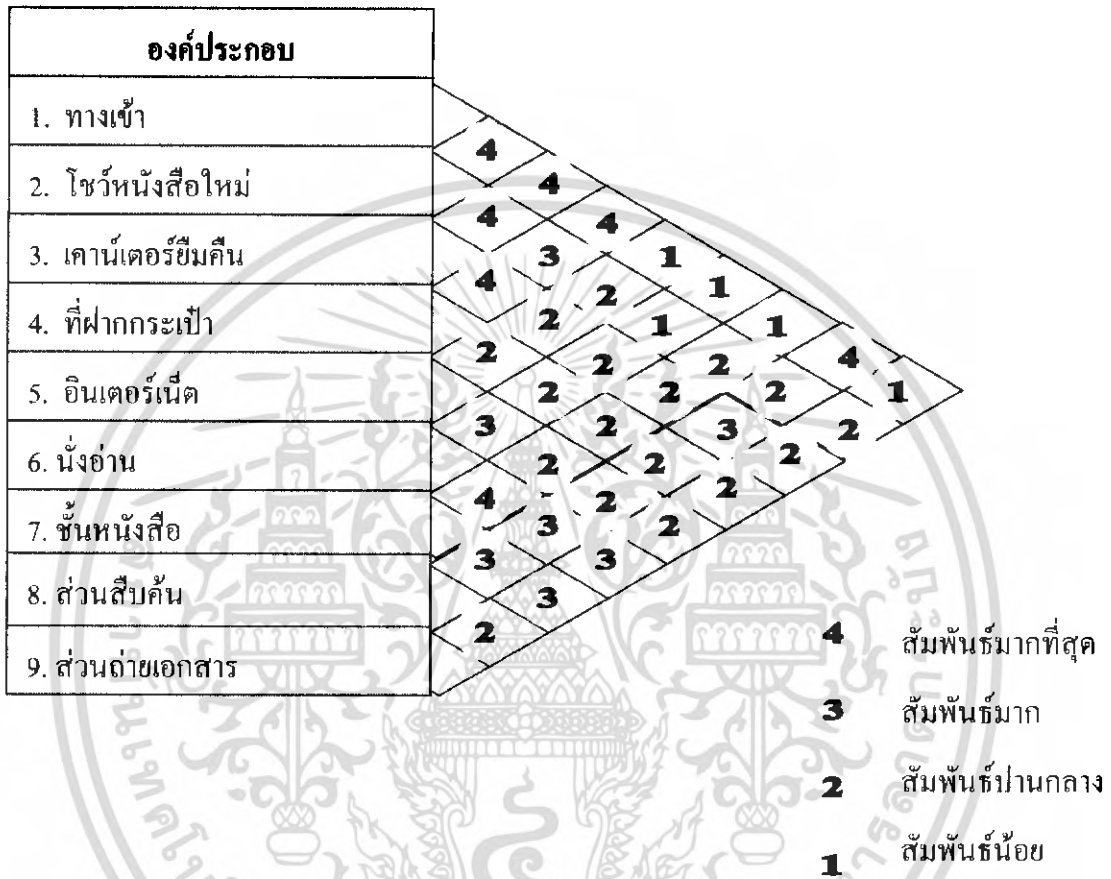 องค์ประกอบ
1. ทางเข้า
4
4
2. โชว์หนังสือใหม่
4 4
3 1
3. เคาน์เตอร์ยืมคืน
4 2 1
2 1 1
4. ที่ฝากกระเป๋า
2 2 2 4
2 2 2 1
5. อินเตอร์เน็ต
3 2 3 2
2 2 2
6. นั่งอ่าน
4 2 2
3 2
7. ชั้นหนังสือ
3 3
3
8. ส่วนสืบค้น
2
9. ส่วนถ่ายเอกสาร
4 สัมพันธ์มากที่สุด
3 สัมพันธ์มาก
2 สัมพันธ์ปานกลาง
1 สัมพันธ์น้อย